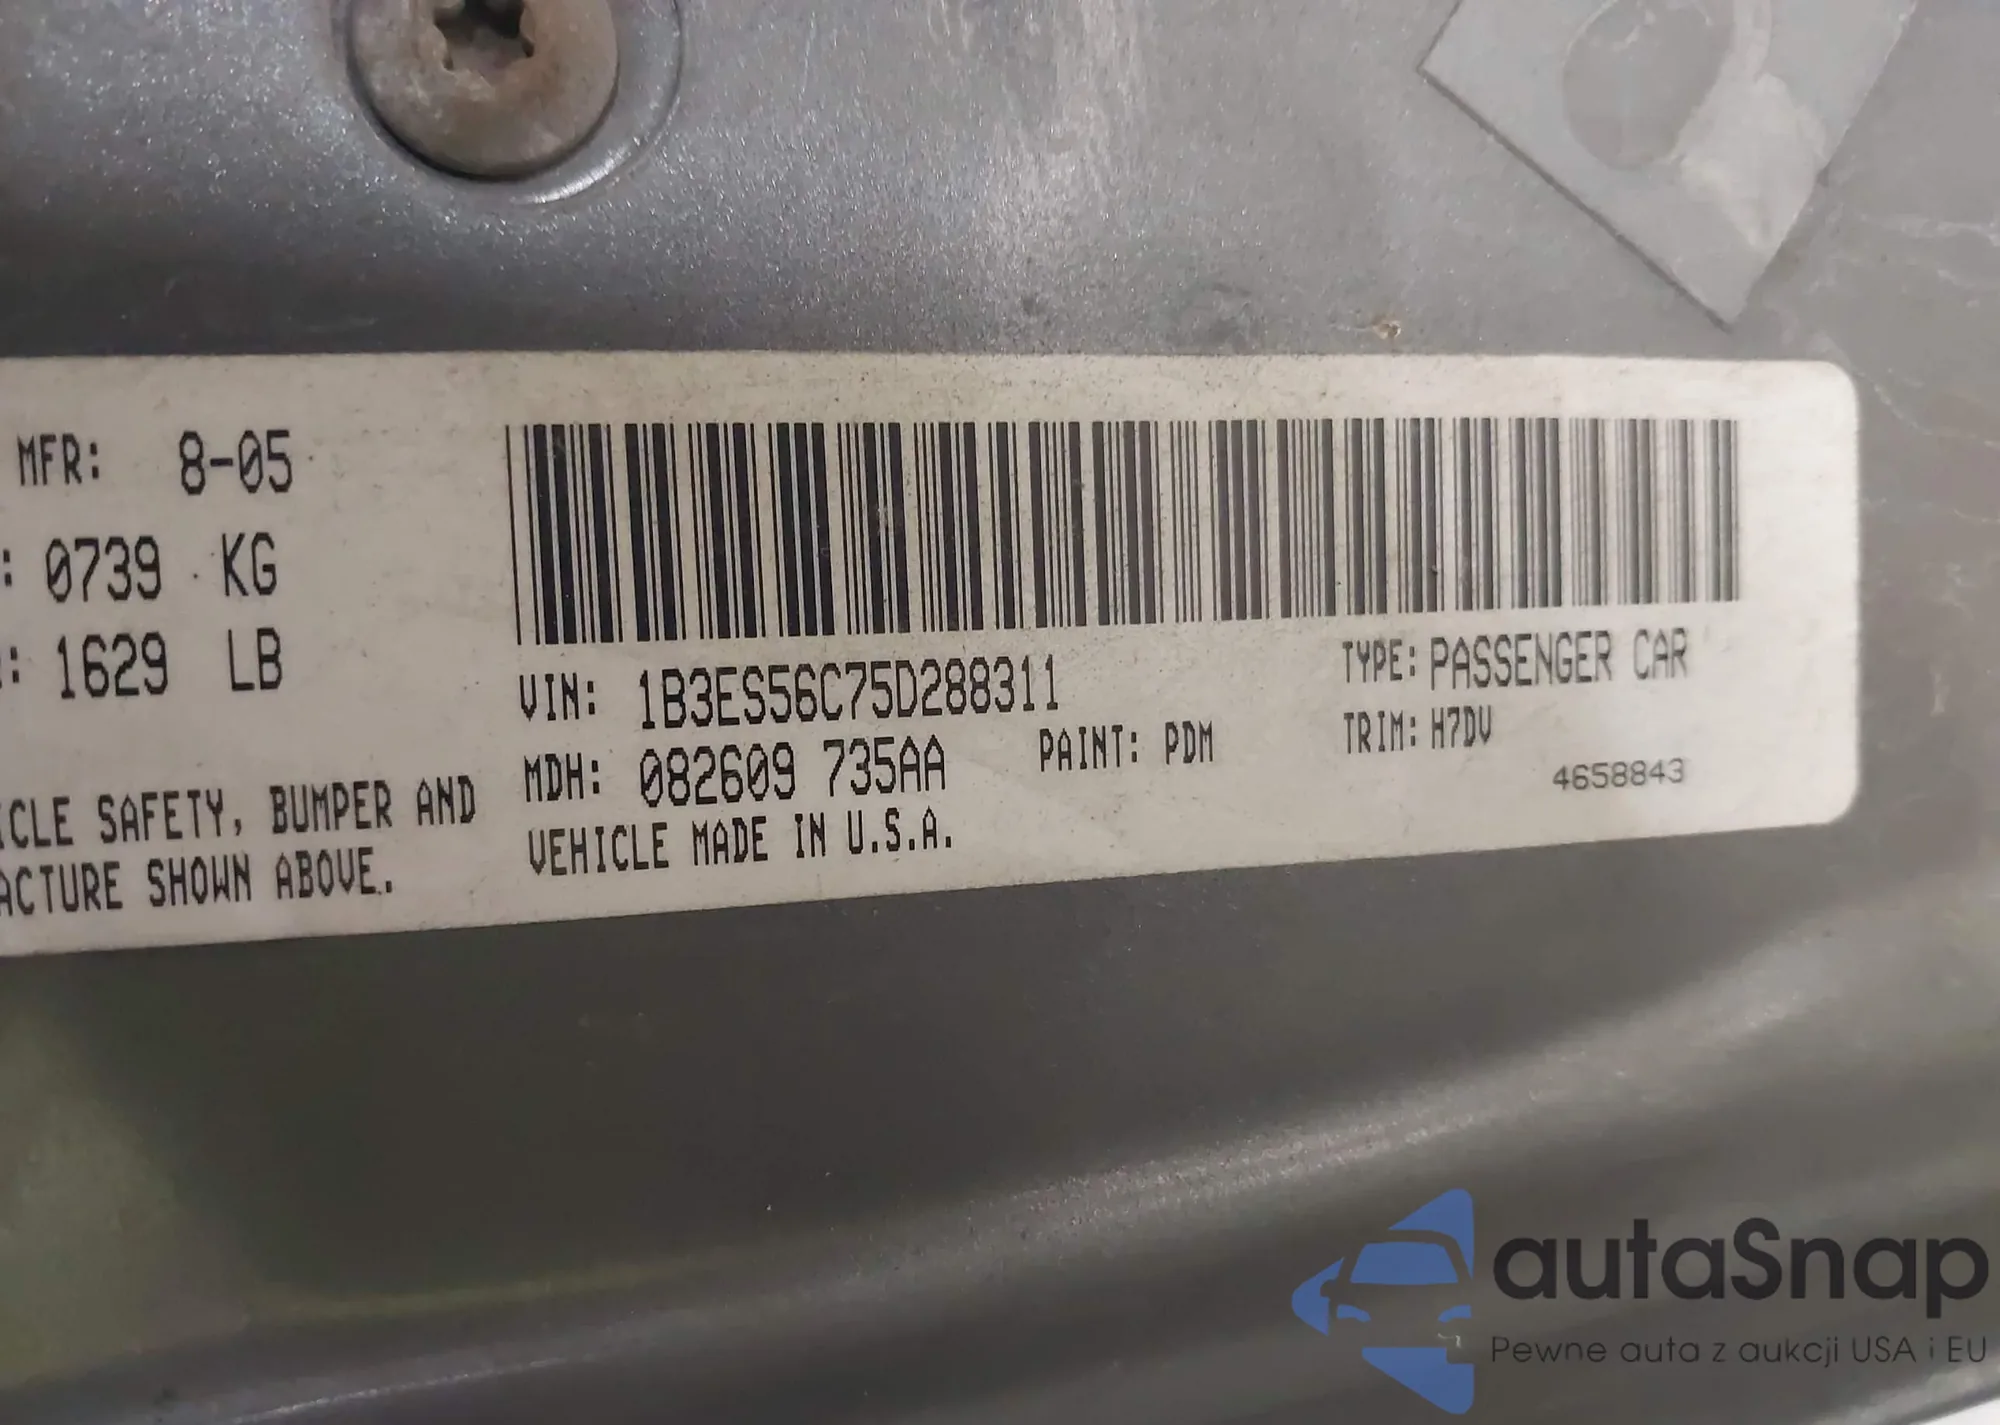 MFR: 8-05
: 0739 KG
: 1629 LB
VIN: 1B3ES56C75D288311
TYPE: PASSENGER CAR
MDH: 082609 735AA
PAINT: PDM
TRIM: H7DV
4658843
ICLE SAFETY, BUMPER AND
VEHICLE MADE IN U.S.A.
ACTURE SHOWN ABOVE.
autaSnap
Pewne auta z aukcji USA i EU